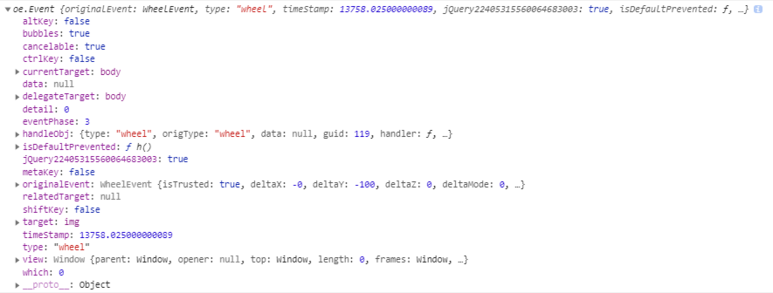 oe.Event {originalEvent: WheelEvent, type: "wheel", timeStamp: 13758.025000000089, jQuery22405315560064683003: true, isDefaultPrevented: ƒ, …}
altKey: false
bubbles: true
cancelable: true
ctrlKey: false
currentTarget: body
data: null
delegateTarget: body
detail: 0
eventPhase: 3
handleObj: {type: "wheel", origType: "wheel", data: null, guid: 119, handler: ƒ, …}
isDefaultPrevented: ƒ h()
jQuery22405315560064683003: true
metaKey: false
originalEvent: WheelEvent {isTrusted: true, deltaX: -0, deltaY: -100, deltaZ: 0, deltaMode: 0, …}
relatedTarget: null
shiftKey: false
target: img
timeStamp: 13758.025000000089
type: "wheel"
view: Window {parent: Window, opener: null, top: Window, length: 0, frames: Window, …}
which: 0
__proto__: Object